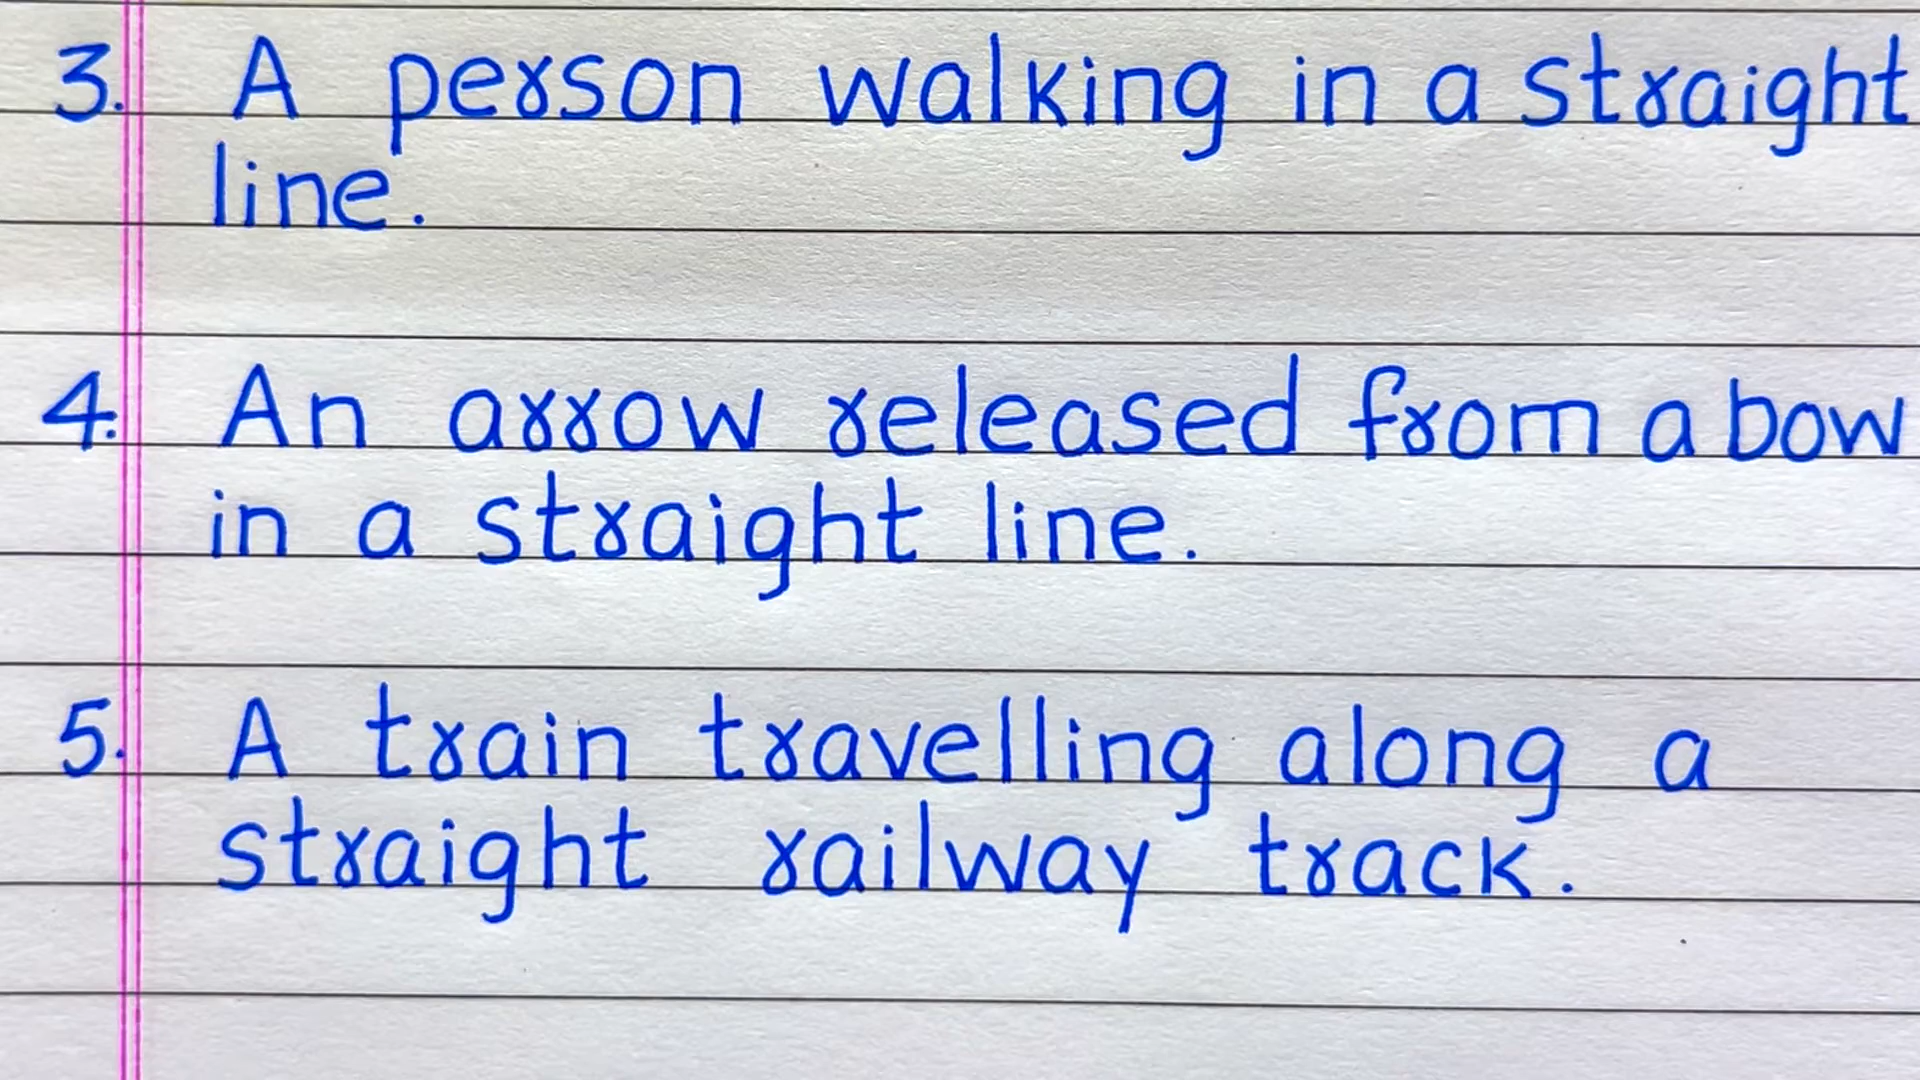 3. A person walking in a straight
line.
4. An arrow released from a bow
in a straight line.
5. A train travelling along a
straight railway track.